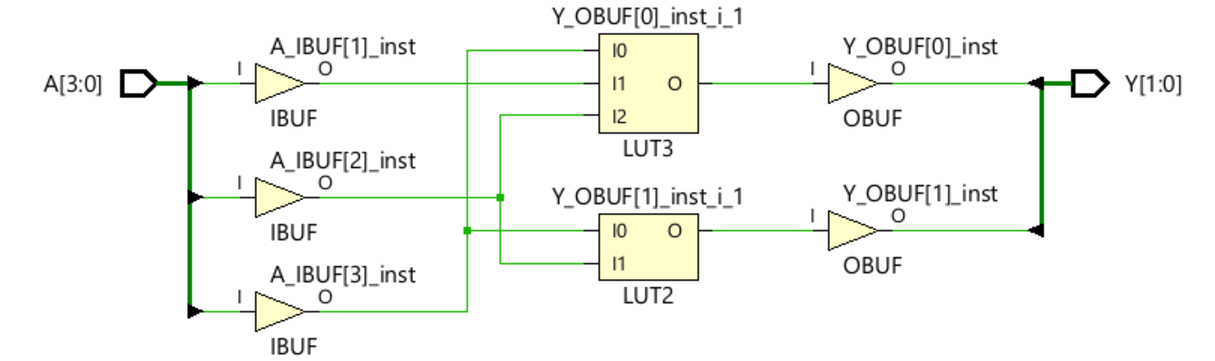 Y_OBUF[0]_inst_i_1
A_IBUF[1]_inst
I0
Y_OBUF[0]_inst
I
O
I
O
A[3:0]
I1
O
Y[1:0]
I2
IBUF
OBUF
LUT3
A_IBUF[2]_inst
I
O
Y_OBUF[1]_inst_i_1
Y_OBUF[1]_inst
I
O
IBUF
I0
O
I1
OBUF
A_IBUF[3]_inst
I
O
LUT2
IBUF